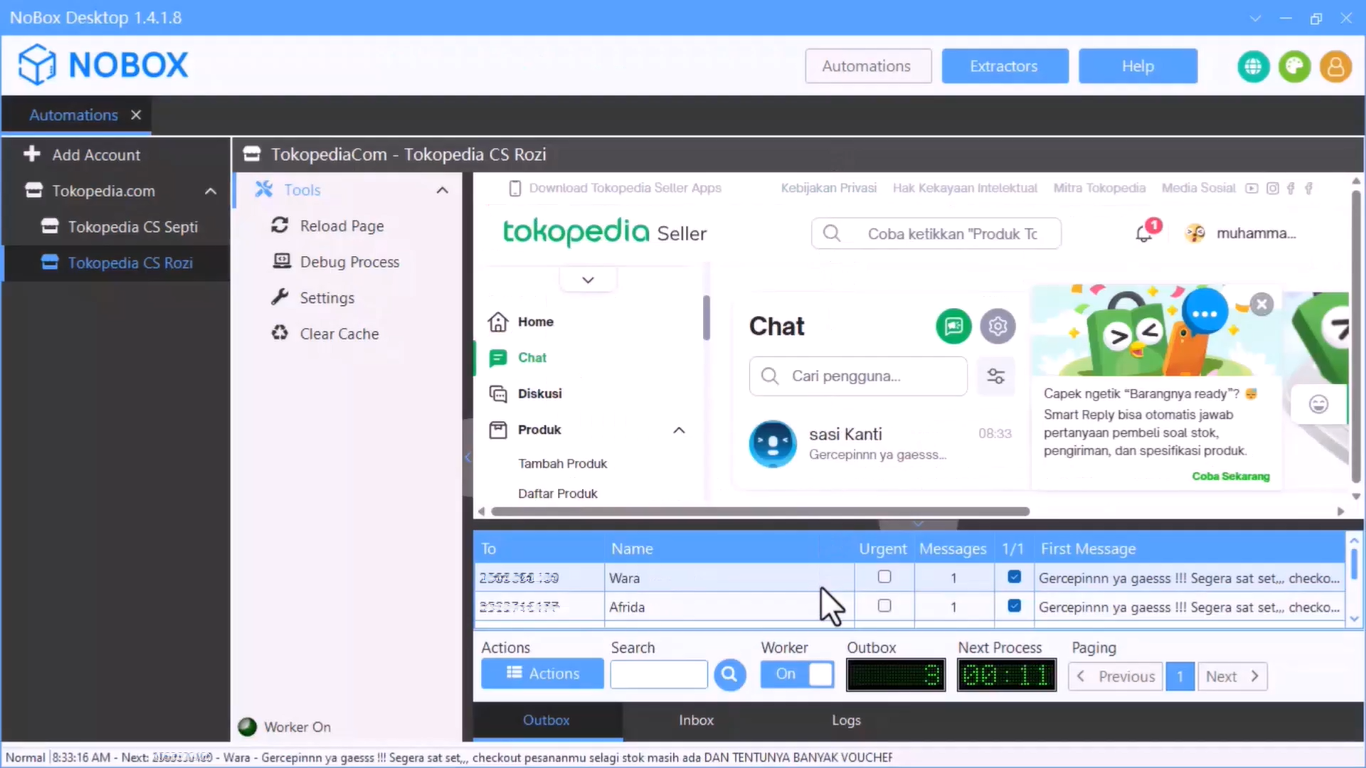 NoBox Desktop 1.4.1.8
NOBOX
Automations
Extractors
Help
Automations
Add Account
Tokopedia.com
Tokopedia CS Septi
Tokopedia CS Rozi
TokopediaCom - Tokopedia CS Rozi
Tools
Reload Page
Debug Process
Settings
Clear Cache
Worker On
Download Tokopedia Seller Apps
Kebijakan Privasi
Hak Kekayaan Intelektual
Mitra Tokopedia
Media Sosial
tokopedia Seller
Coba ketikkan "Produk Tc
1
muhamma...
Home
Chat
Diskusi
Produk
Tambah Produk
Daftar Produk
Chat
Cari pengguna...
sasi Kanti
08:33
Gercepinnn ya gaesss...
Capek ngetik “Barangnya ready”? 😴
Smart Reply bisa otomatis jawab
pertanyaan pembeli soal stok,
pengiriman, dan spesifikasi produk.
Coba Sekarang
To Name Urgent Messages 1/1 First Message
Wara 1 Gercepinnn ya gaesss !!! Segera sat set,,, checko...
Afrida 1 Gercepinnn ya gaesss !!! Segera sat set,,, checko...
Actions Search Worker Outbox Next Process Paging
Actions On 3 00:11 Previous 1 Next
Outbox Inbox Logs
Normal 8:33:16 AM - Next: - Wara - Gercepinnn ya gaesss !!! Segera sat set,,, checkout pesananmu selagi stok masih ada DAN TENTUNYA BANYAK VOUCHEF